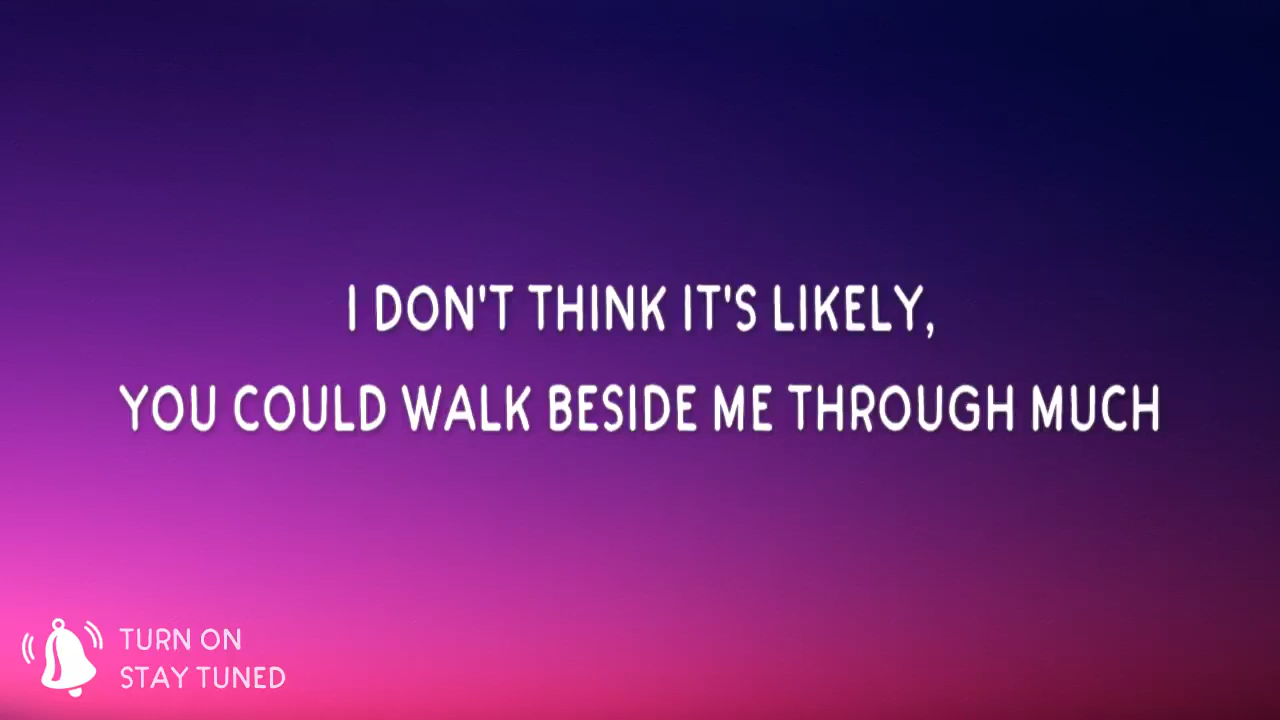 I DON'T THINK IT'S LIKELY,
YOU COULD WALK BESIDE ME THROUGH MUCH
TURN ON
STAY TUNED